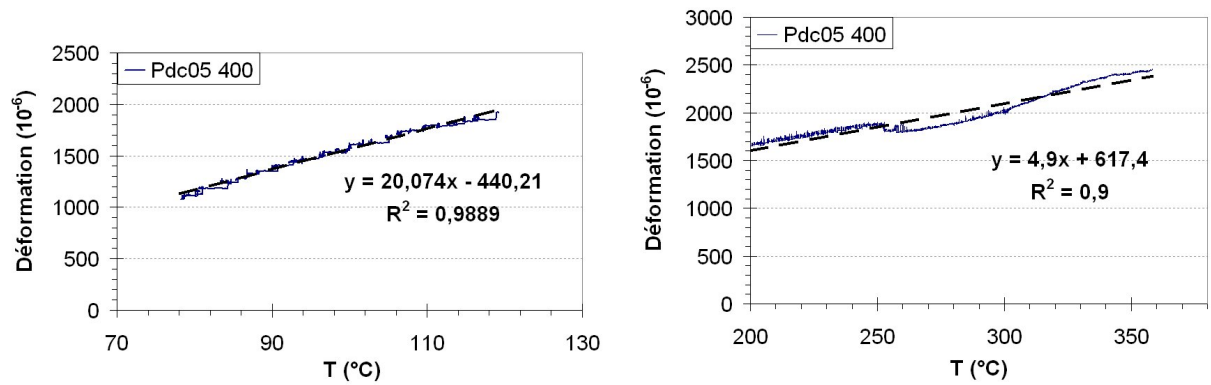 2500
2000
1500
1000
500
0
Déformation (10⁻⁶)
Pdc05 400
y = 20,074x - 440,21
R² = 0,9889
70 90 110 130
T (°C)
3000
2500
2000
1500
1000
500
0
Déformation (10⁻⁶)
Pdc05 400
y = 4,9x + 617,4
R² = 0,9
200 250 300 350
T (°C)